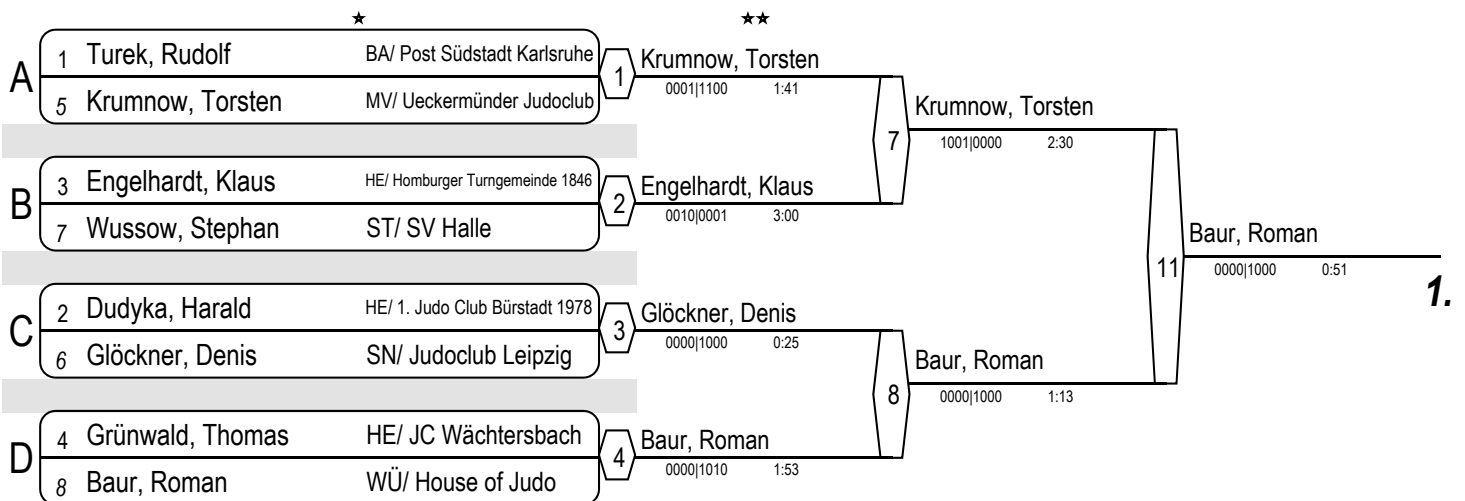 ★ ★★
A
1 Turek, Rudolf BA/ Post Südstadt Karlsruhe
5 Krumnow, Torsten MV/ Ueckermünder Judoclub
1 Krumnow, Torsten
0001|1100 1:41
7 Krumnow, Torsten
1001|0000 2:30
B
3 Engelhardt, Klaus HE/ Homburger Turngemeinde 1846
7 Wussow, Stephan ST/ SV Halle
2 Engelhardt, Klaus
0010|0001 3:00
11 Baur, Roman
0000|1000 0:51
1.
C
2 Dudyka, Harald HE/ 1. Judo Club Bürstadt 1978
6 Glöckner, Denis SN/ Judoclub Leipzig
3 Glöckner, Denis
0000|1000 0:25
8 Baur, Roman
0000|1000 1:13
D
4 Grünwald, Thomas HE/ JC Wächtersbach
8 Baur, Roman WÜ/ House of Judo
4 Baur, Roman
0000|1010 1:53